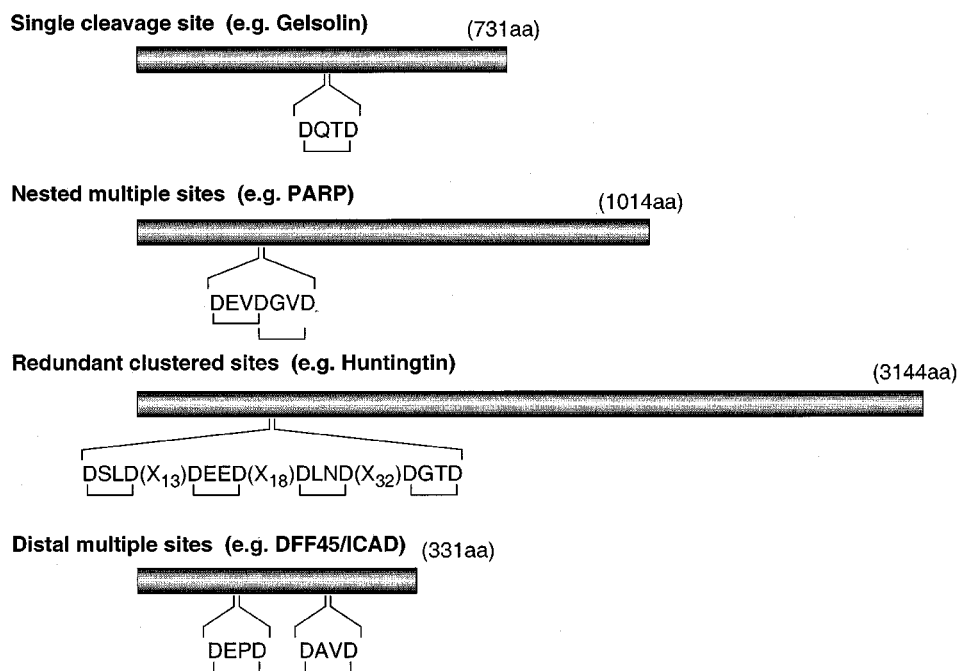 Single cleavage site (e.g. Gelsolin)
(731aa)
DQTD
Nested multiple sites (e.g. PARP)
(1014aa)
DEVDGVD
Redundant clustered sites (e.g. Huntingtin)
(3144aa)
DSLD(X₁₃)DEED(X₁₈)DLND(X₃₂)DGTD
Distal multiple sites (e.g. DFF45/ICAD)
(331aa)
DEPD DAVD